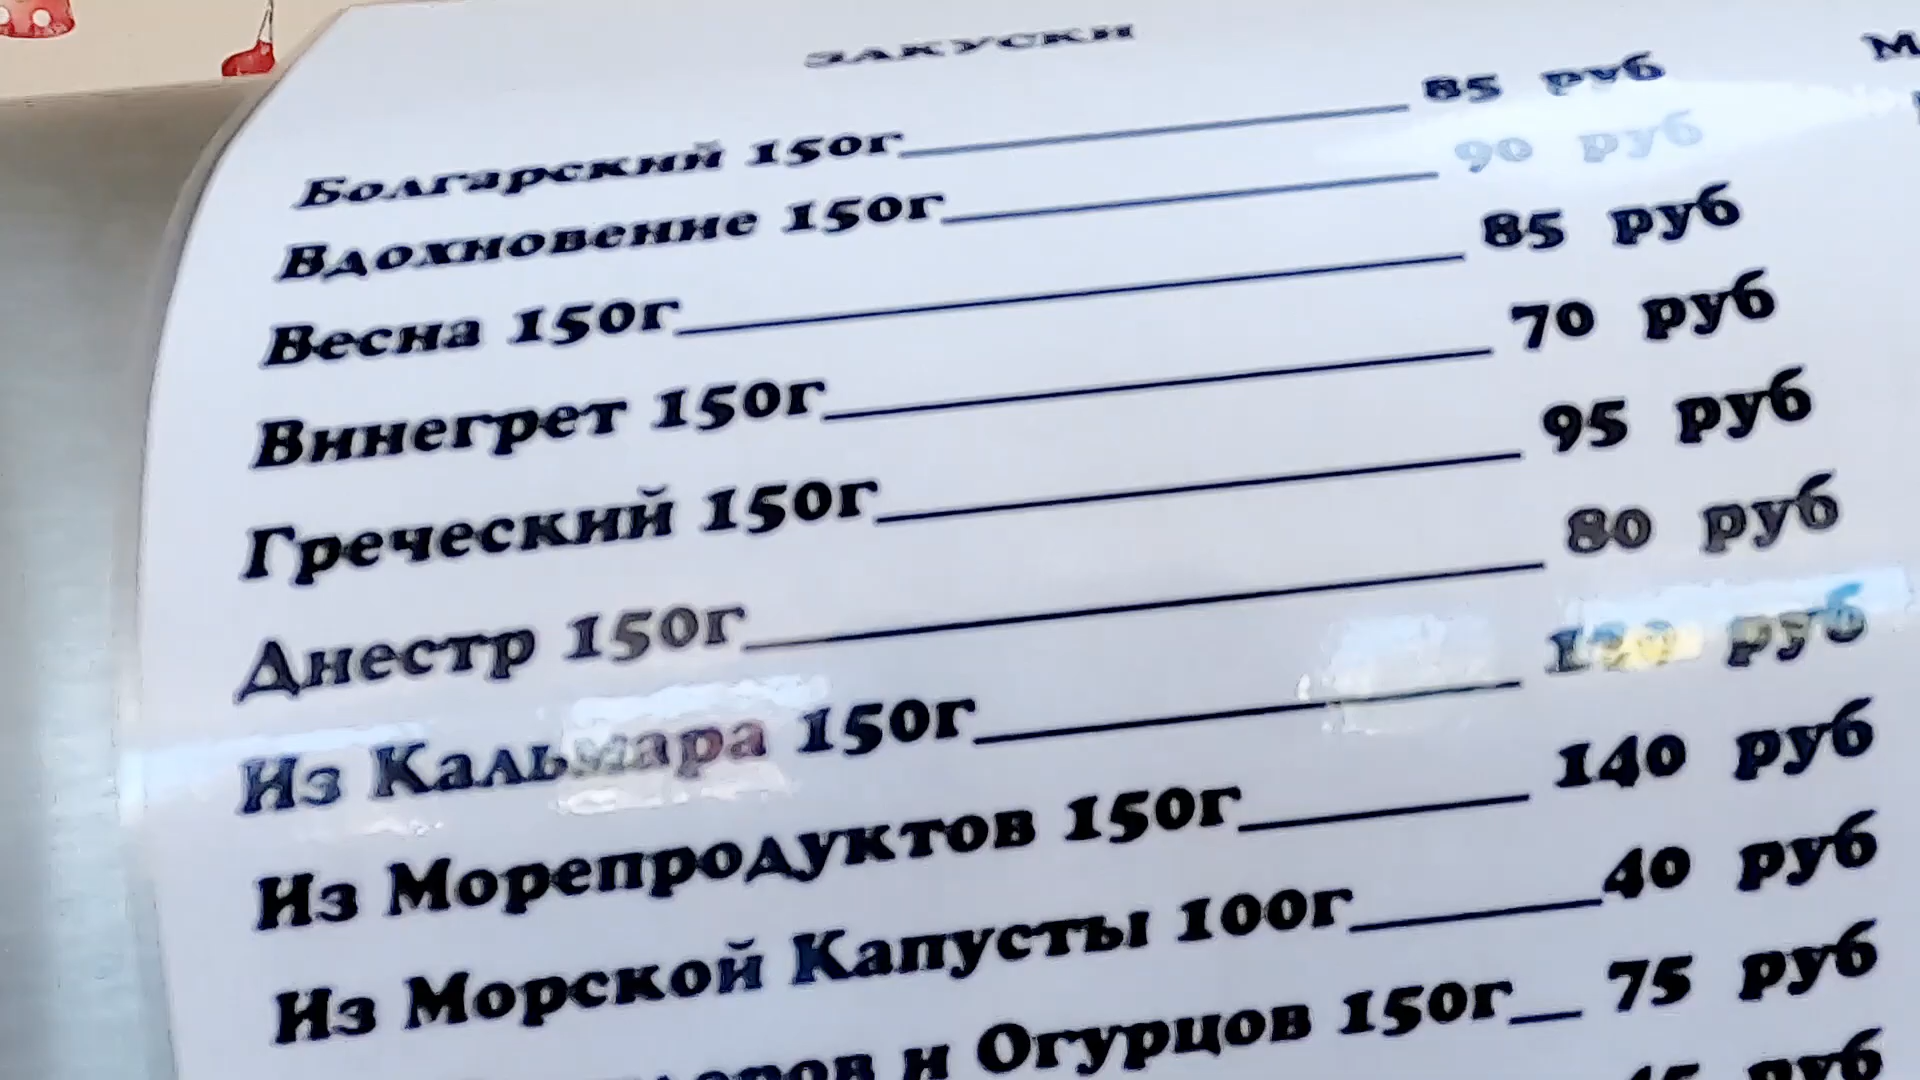 ЗАКУСКИ
Болгарский 150г 85 руб
Вдохновение 150г 90 руб
Весна 150г 85 руб
Винегрет 150г 70 руб
Греческий 150г 95 руб
Днестр 150г 80 руб
Из Кальмара 150г руб
Из Морепродуктов 150г 140 руб
Из Морской Капусты 100г 40 руб
и Огурцов 150г 75 руб
руб